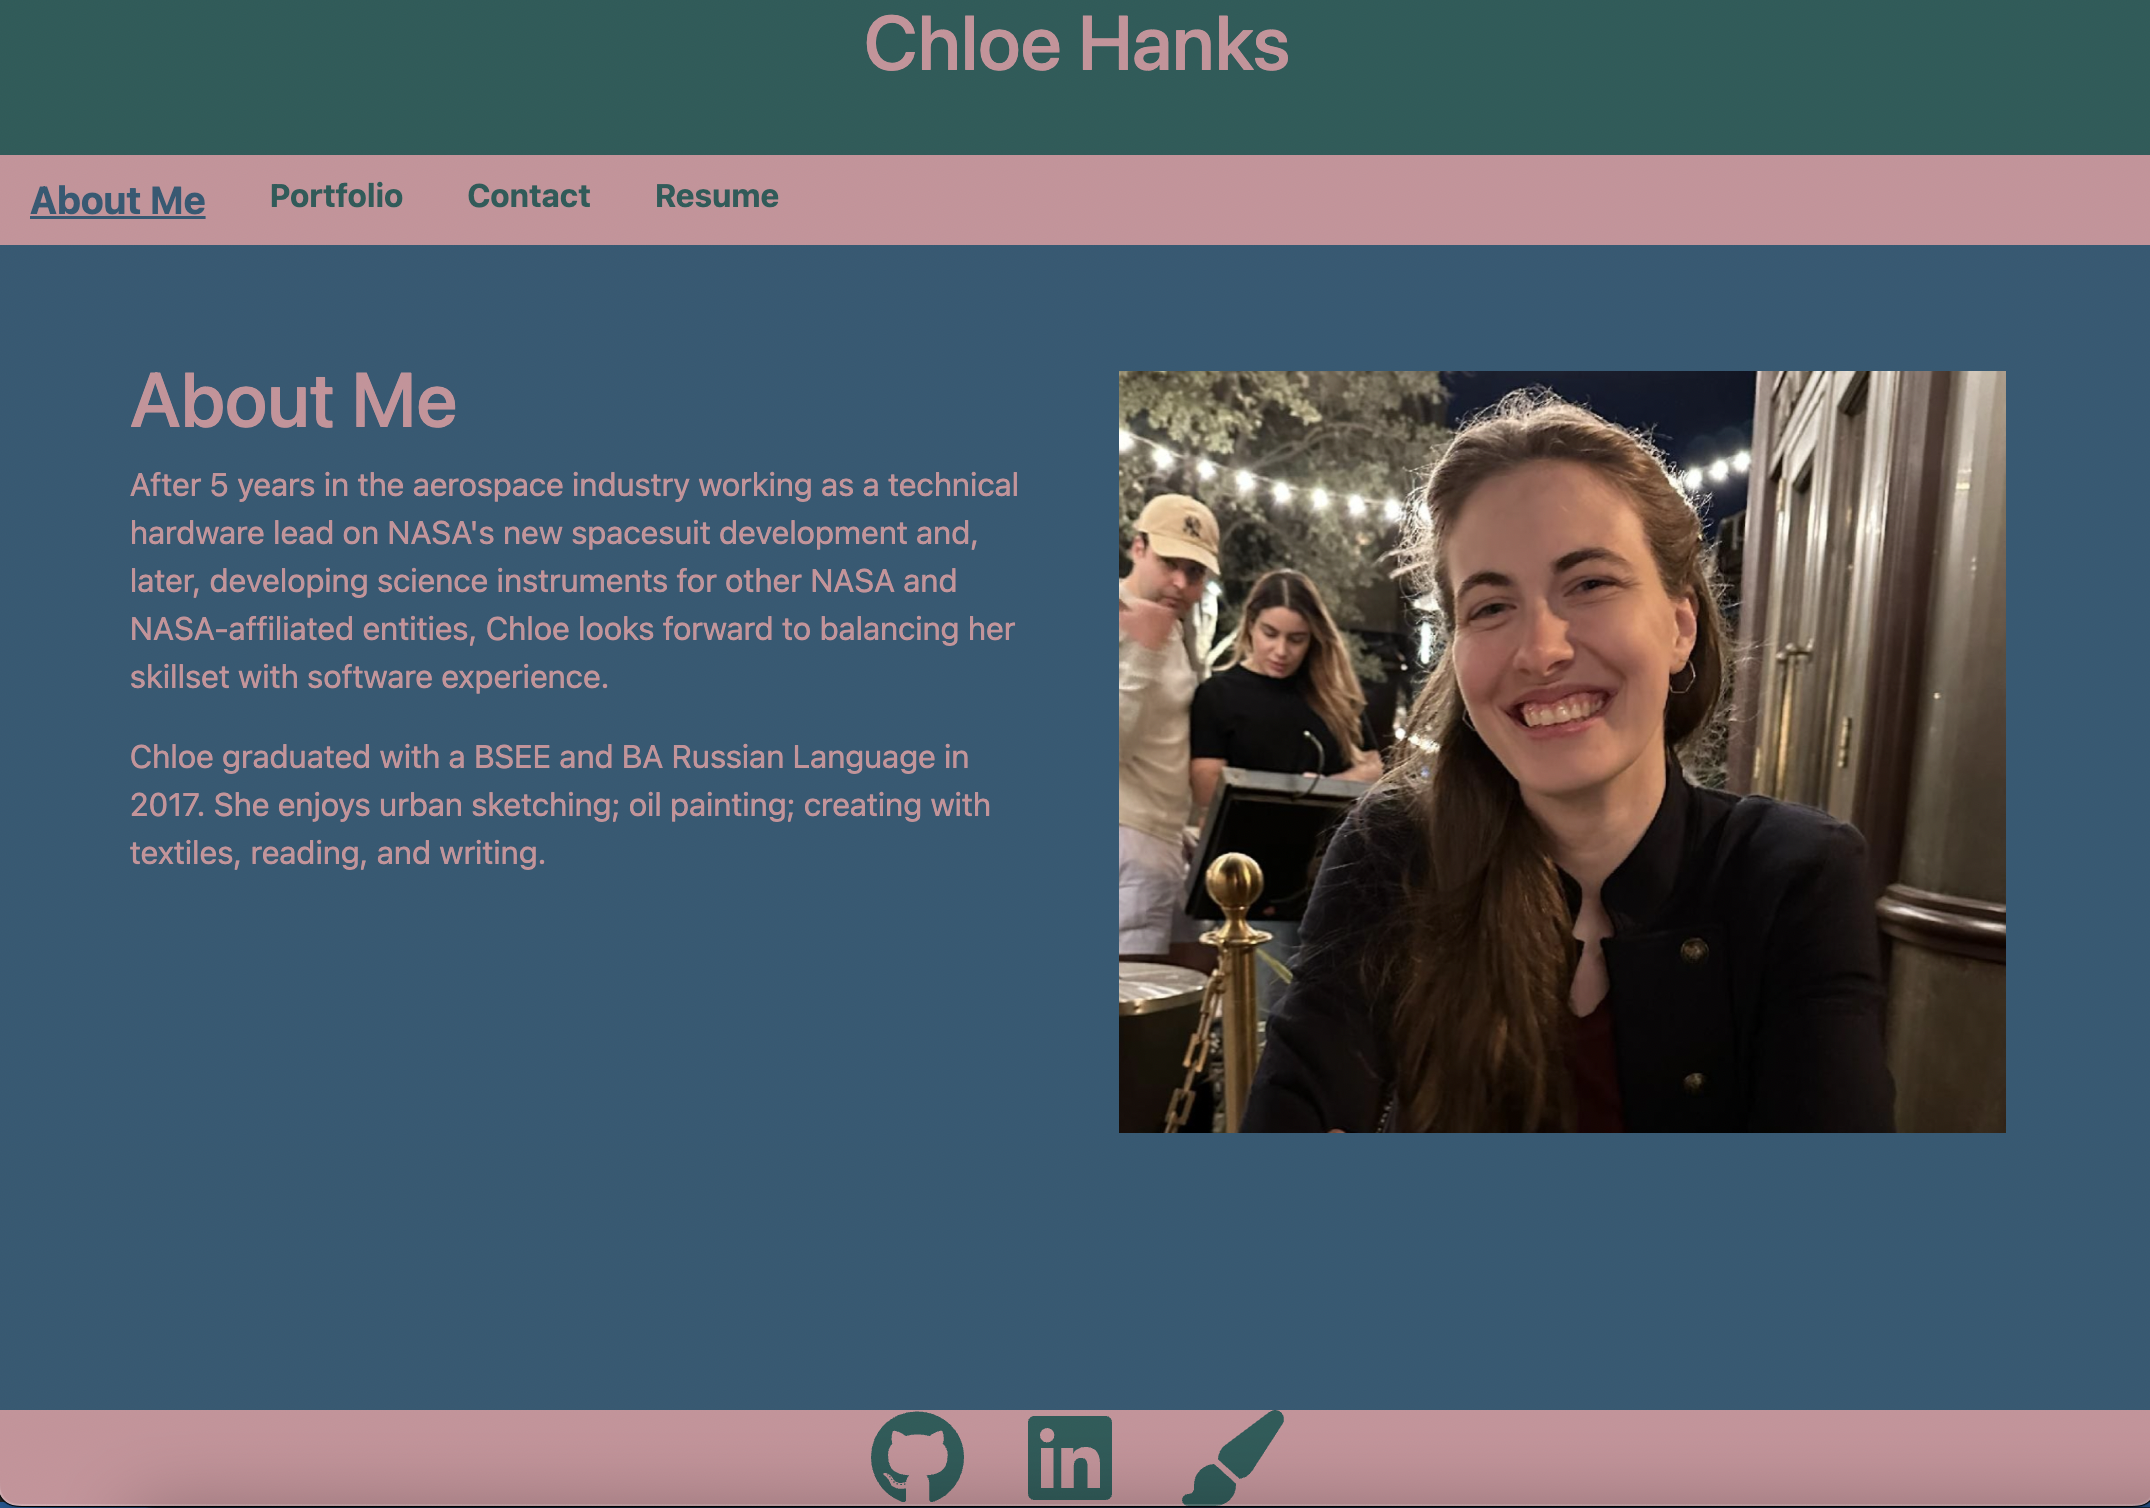 Chloe Hanks
About Me Portfolio Contact Resume
About Me
After 5 years in the aerospace industry working as a technical
hardware lead on NASA's new spacesuit development and,
later, developing science instruments for other NASA and
NASA-affiliated entities, Chloe looks forward to balancing her
skillset with software experience.
Chloe graduated with a BSEE and BA Russian Language in
2017. She enjoys urban sketching; oil painting; creating with
textiles, reading, and writing.
in